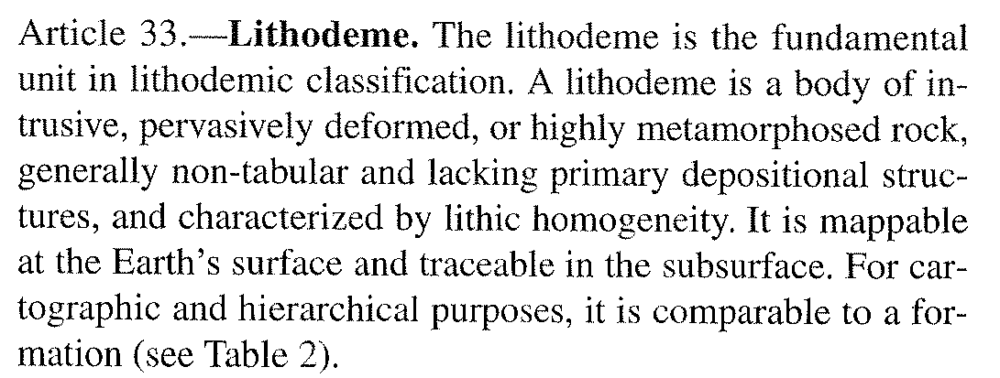 Article 33.—Lithodeme. The lithodeme is the fundamental
unit in lithodemic classification. A lithodeme is a body of in-
trusive, pervasively deformed, or highly metamorphosed rock,
generally non-tabular and lacking primary depositional struc-
tures, and characterized by lithic homogeneity. It is mappable
at the Earth's surface and traceable in the subsurface. For car-
tographic and hierarchical purposes, it is comparable to a for-
mation (see Table 2).